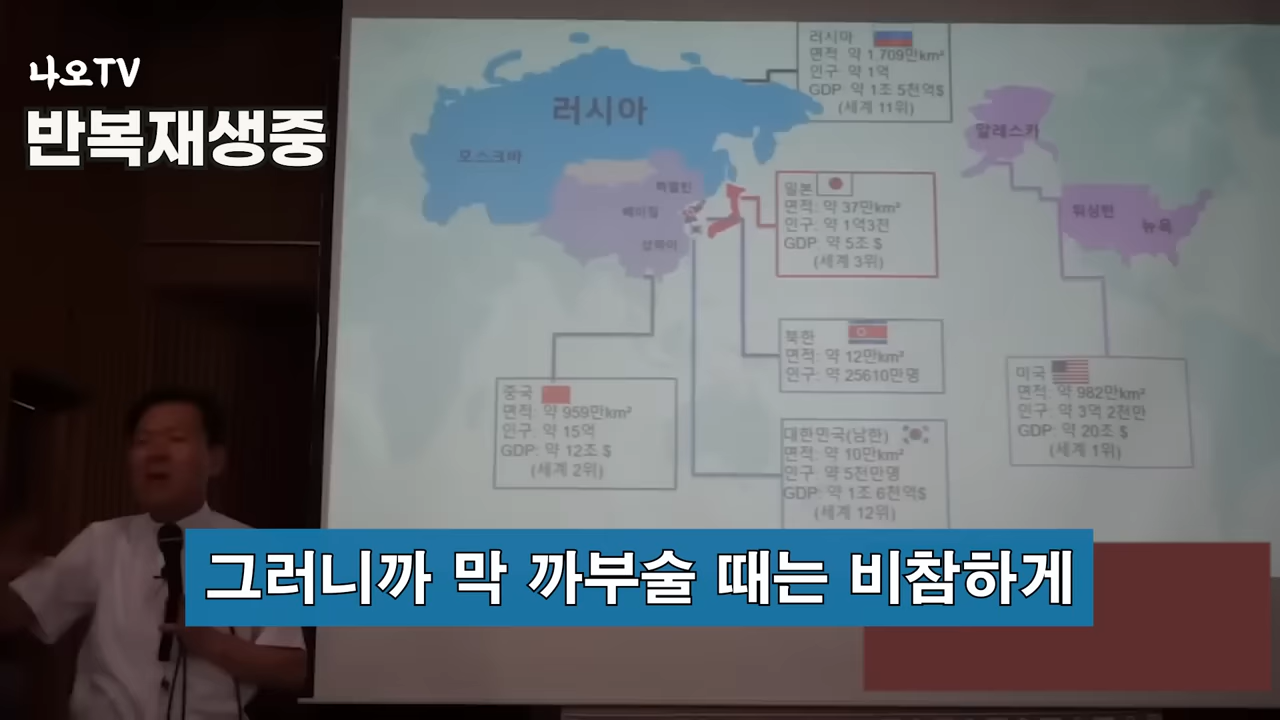 나오TV
반복재생중
러시아
면적: 약 1,709만km²
인구: 약 1억
GDP: 약 1조 5천억$
(세계 11위)
러시아
모스크바
알레스카
하얼빈
베이징
상하이
워싱턴
뉴욕
일본
면적: 약 37만km²
인구: 약 1억3천
GDP: 약 5조 $
(세계 3위)
북한
면적: 약 12만km²
인구: 약 25610만명
중국
면적: 약 959만km²
인구: 약 15억
GDP: 약 12조 $
(세계 2위)
미국
면적: 약 982만km²
인구: 약 3억 2천만
GDP: 약 20조 $
(세계 1위)
대한민국(남한)
면적: 약 10만km²
인구: 약 5천만명
GDP: 약 1조 6천억$
(세계 12위)
그러니까 막 까부술 때는 비참하게